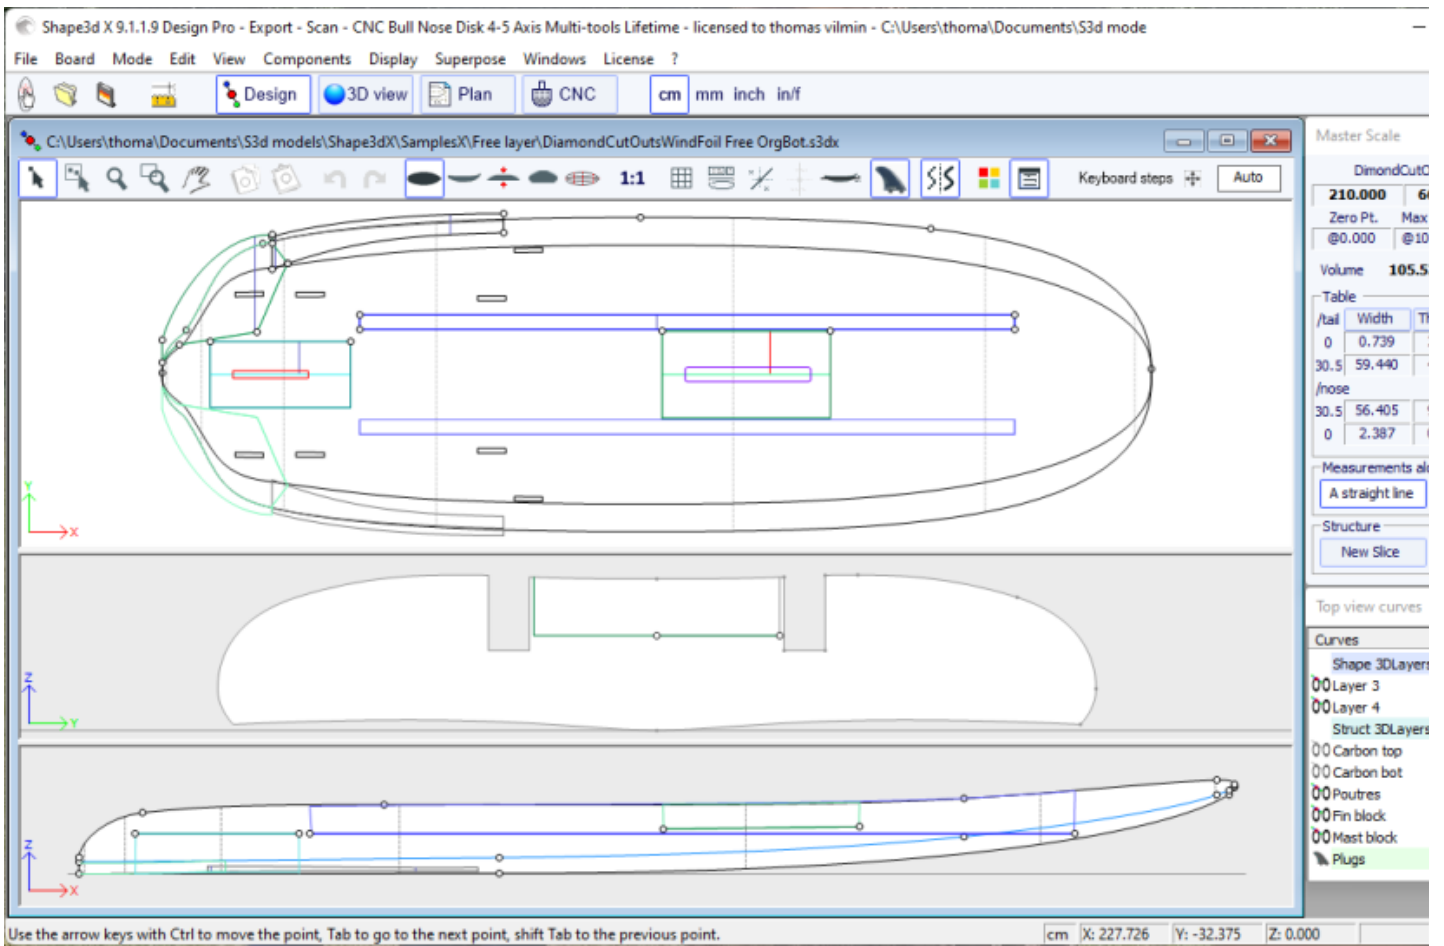 Shape3d X 9.1.1.9 Design Pro - Export - Scan - CNC Bull Nose Disk 4-5 Axis Multi-tools Lifetime - licensed to thomas vilmin - C:\Users\thoma\Documents\S3d mode
File Board Mode Edit View Components Display Superpose Windows License ?
Design 3D view Plan CNC cm mm inch in/f
C:\Users\thoma\Documents\S3d models\Shape3dX\SamplesX\Free layer\DiamondCutOutsWindFoil Free OrgBot.s3dx
1:1 Keyboard steps Auto
Y
X
Z
Y
Z
X
Master Scale
DimondCutO
210.000 6
Zero Pt. Max
@0.000 @10
Volume 105.5
Table
/tail Width Th
0 0.739
30.5 59.440
/nose
30.5 56.405
0 2.387
Measurements alo
A straight line
Structure
New Slice
Top view curves
Curves
Shape 3DLayers
Layer 3
Layer 4
Struct 3DLayers
Carbon top
Carbon bot
Poutres
Fin block
Mast block
Plugs
Use the arrow keys with Ctrl to move the point, Tab to go to the next point, shift Tab to the previous point. cm X: 227.726 Y: -32.375 Z: 0.000